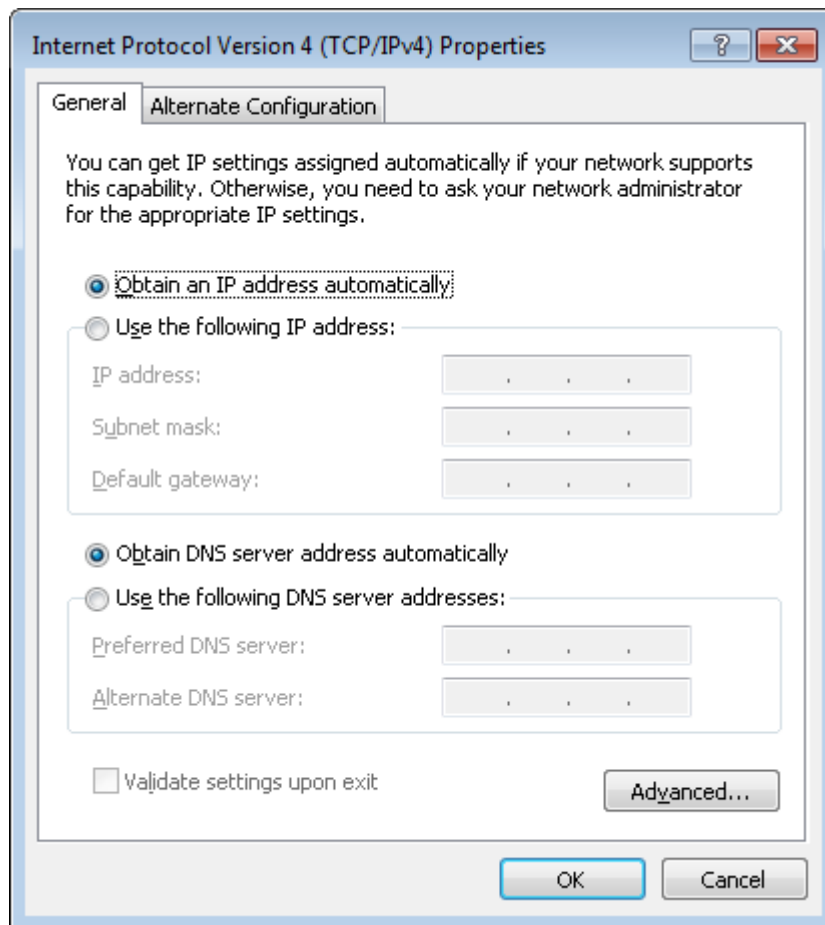 Internet Protocol Version 4 (TCP/IPv4) Properties
General
Alternate Configuration
You can get IP settings assigned automatically if your network supports
this capability. Otherwise, you need to ask your network administrator
for the appropriate IP settings.
Obtain an IP address automatically
Use the following IP address:
IP address:
Subnet mask:
Default gateway:
Obtain DNS server address automatically
Use the following DNS server addresses:
Preferred DNS server:
Alternate DNS server:
Validate settings upon exit
Advanced...
OK
Cancel